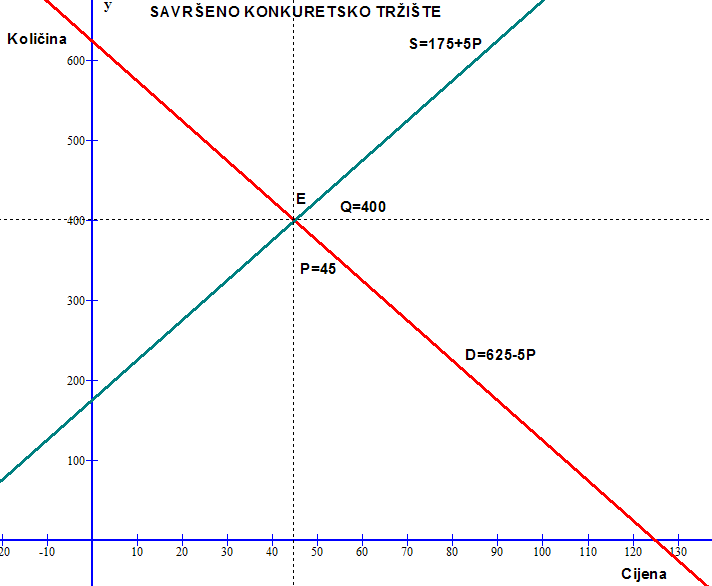 y
SAVRŠENO KONKURETSKO TRŽIŠTE
Količina
S=175+5P
600
500
E
Q=400
400
P=45
300
D=625-5P
200
100
20 -10 10 20 30 40 50 60 70 80 90 100 110 120 130
Cijena